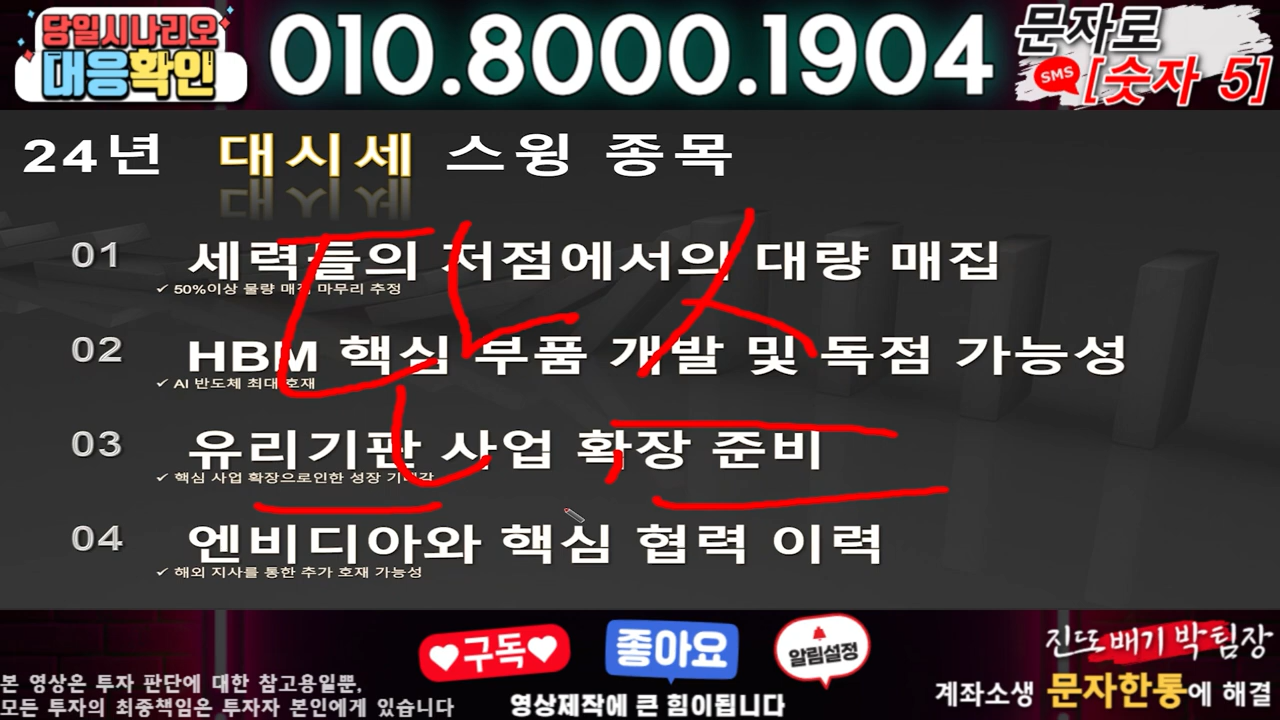 당일시나리오
대응확인
010.8000.1904
문자로
SMS
[숫자 5]
24년 대시세 스윙 종목
01 세력들의 저점에서의 대량 매집
✓ 50%이상 물량 매집 마무리 추정
02 HBM 핵심 부품 개발 및 독점 가능성
✓ AI 반도체 최대 호재
03 유리기판 사업 확장 준비
✓ 핵심 사업 확장으로인한 성장 기대감
04 엔비디아와 핵심 협력 이력
✓ 해외 지사를 통한 추가 호재 가능성
구독
좋아요
알림설정
영상제작에 큰 힘이됩니다
본 영상은 투자 판단에 대한 참고용일뿐,
모든 투자의 최종책임은 투자자 본인에게 있습니다
진또배기 박팀장
계좌소생 문자한통에 해결